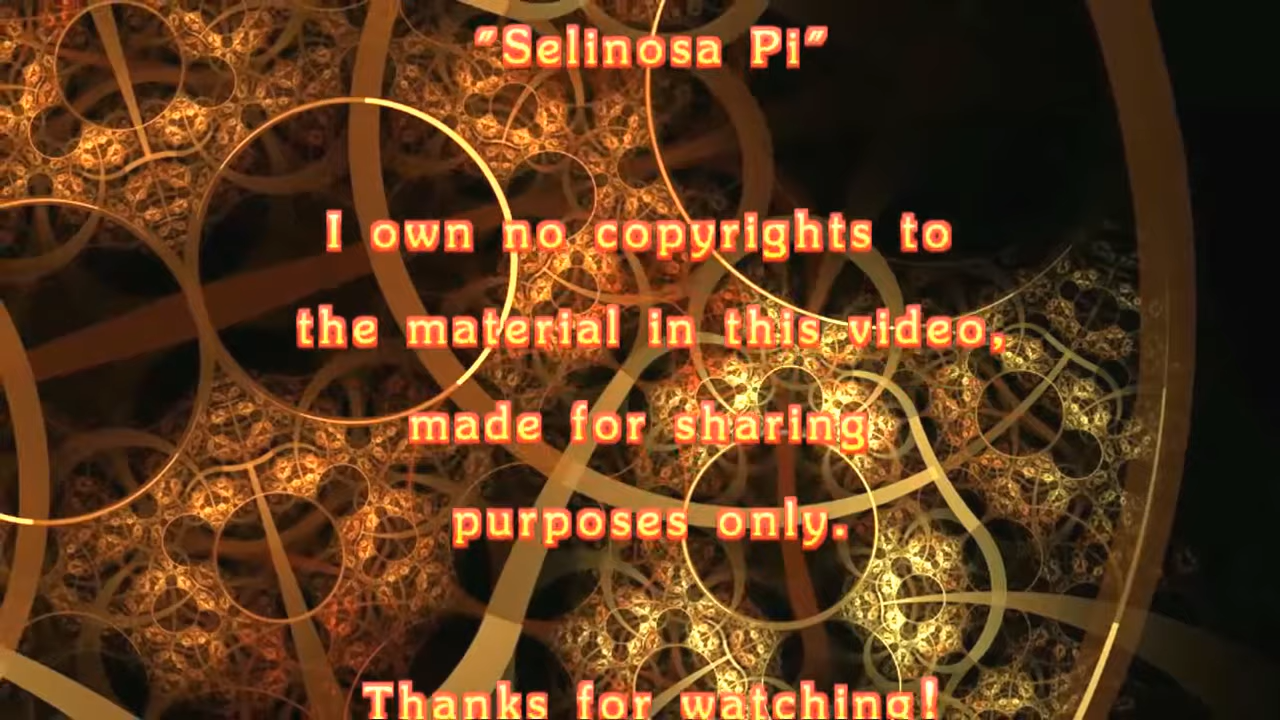 "Selinosa Pi"
I own no copyrights to
the material in this video,
made for sharing
purposes only.
Thanks for watching!